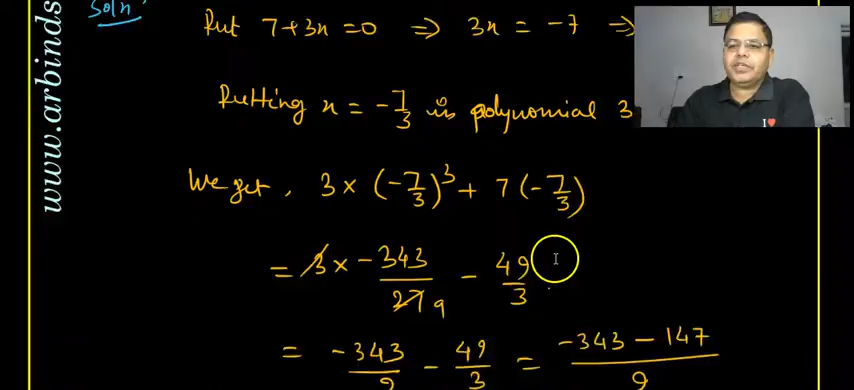 www.arbinds
Soln,
Put 7+3x = 0 ⇒ 3x = -7 ⇒
Putting x = -7/3 in polynomial 3
I ❤
We get, 3 × (-7/3)^3 + 7(-7/3)
= 3 × -343/27 9 - 49/3
= -343/9 - 49/3 = -343 - 147/9